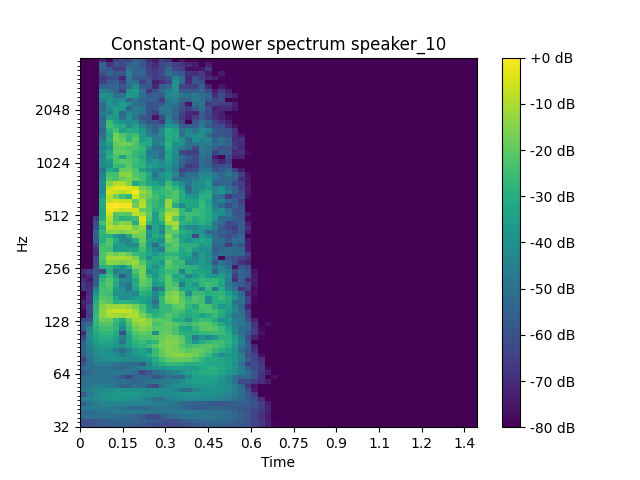 Constant-Q power spectrum speaker_10
+0 dB
-10 dB
-20 dB
-30 dB
-40 dB
-50 dB
-60 dB
-70 dB
-80 dB
Hz
2048
1024
512
256
128
64
32
0 0.15 0.3 0.45 0.6 0.75 0.9 1.1 1.2 1.4
Time